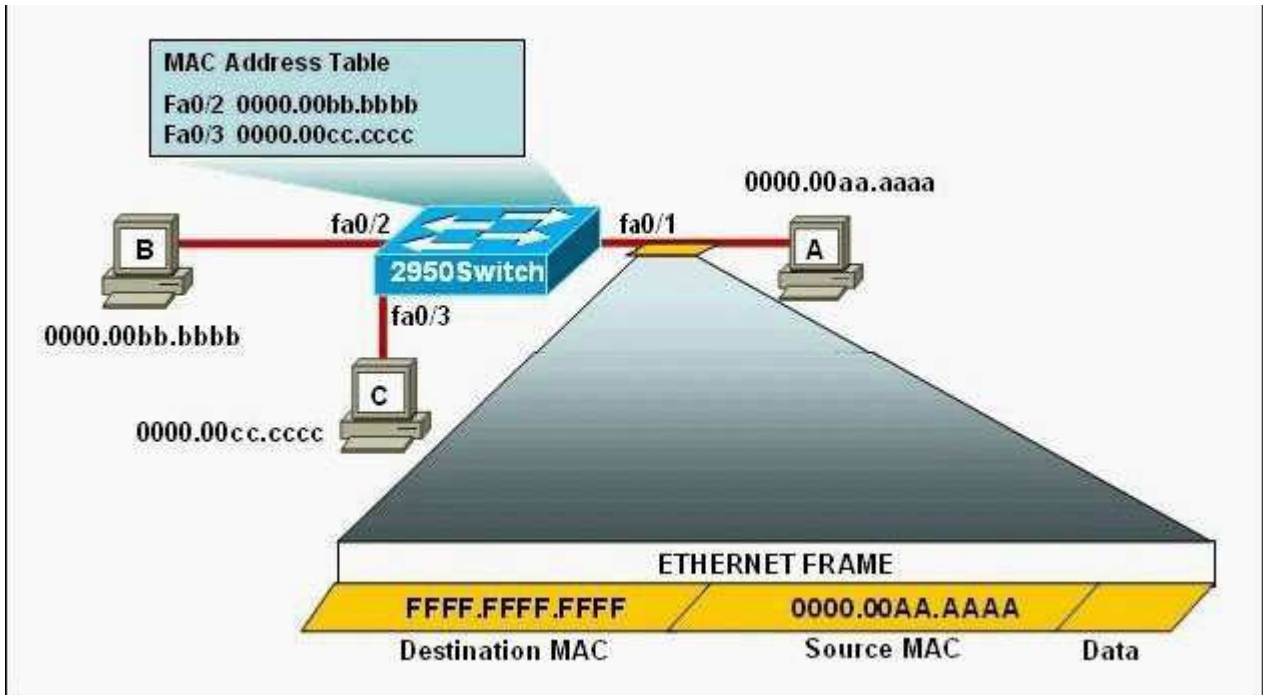 MAC Address Table
Fa0/2 0000.00bb.bbbb
Fa0/3 0000.00cc.cccc
0000.00aa.aaaa
fa0/2
fa0/1
B
A
2950Switch
0000.00bb.bbbb
fa0/3
C
0000.00cc.cccc
ETHERNET FRAME
FFFF.FFFF.FFFF 0000.00AA.AAAA
Destination MAC Source MAC Data